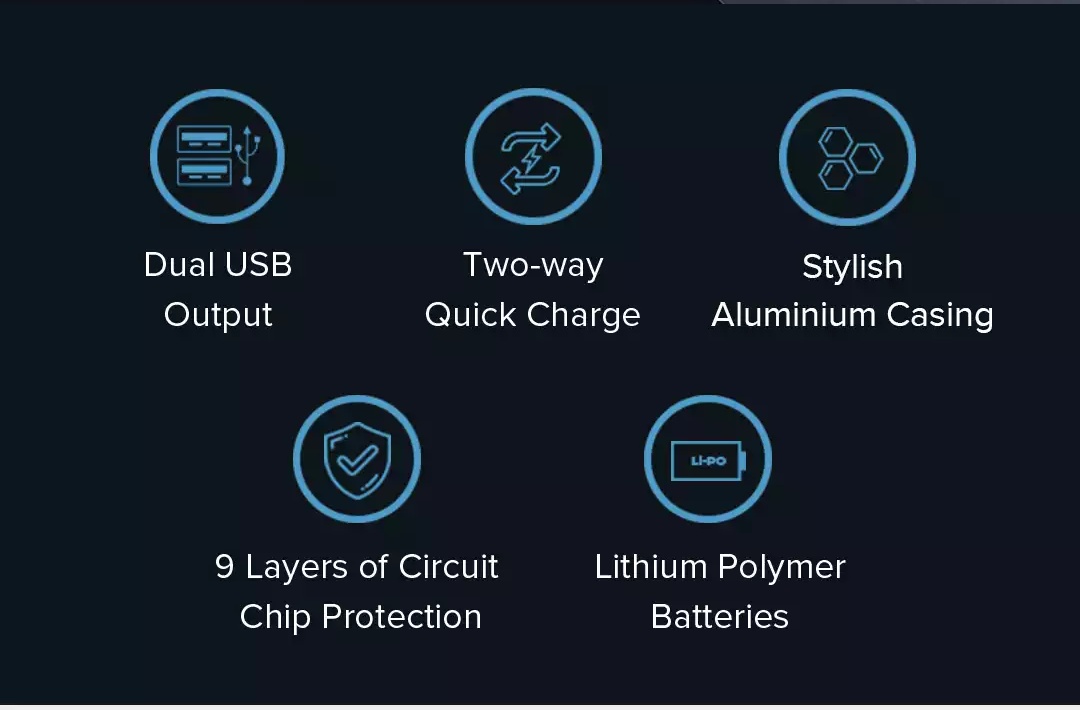 Dual USB
Output
Two-way
Quick Charge
Stylish
Aluminium Casing
9 Layers of Circuit
Chip Protection
LI-PO
Lithium Polymer
Batteries